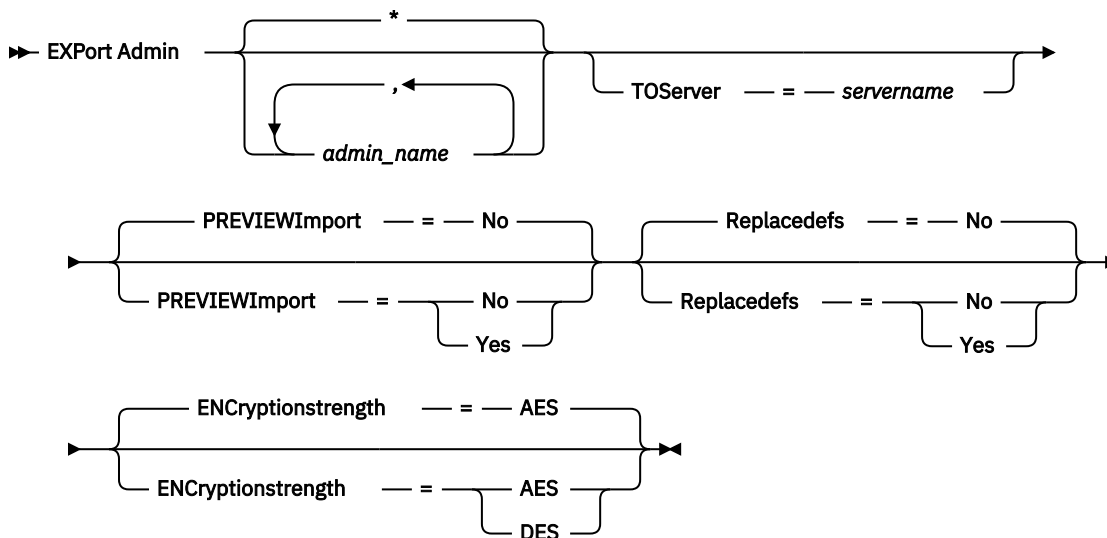 *
EXPort Admin
,
admin_name
TOServer = servername
PREVIEWImport = No
PREVIEWImport = No
Yes
Replacedefs = No
Replacedefs = No
Yes
ENCryptionstrength = AES
ENCryptionstrength = AES
DES